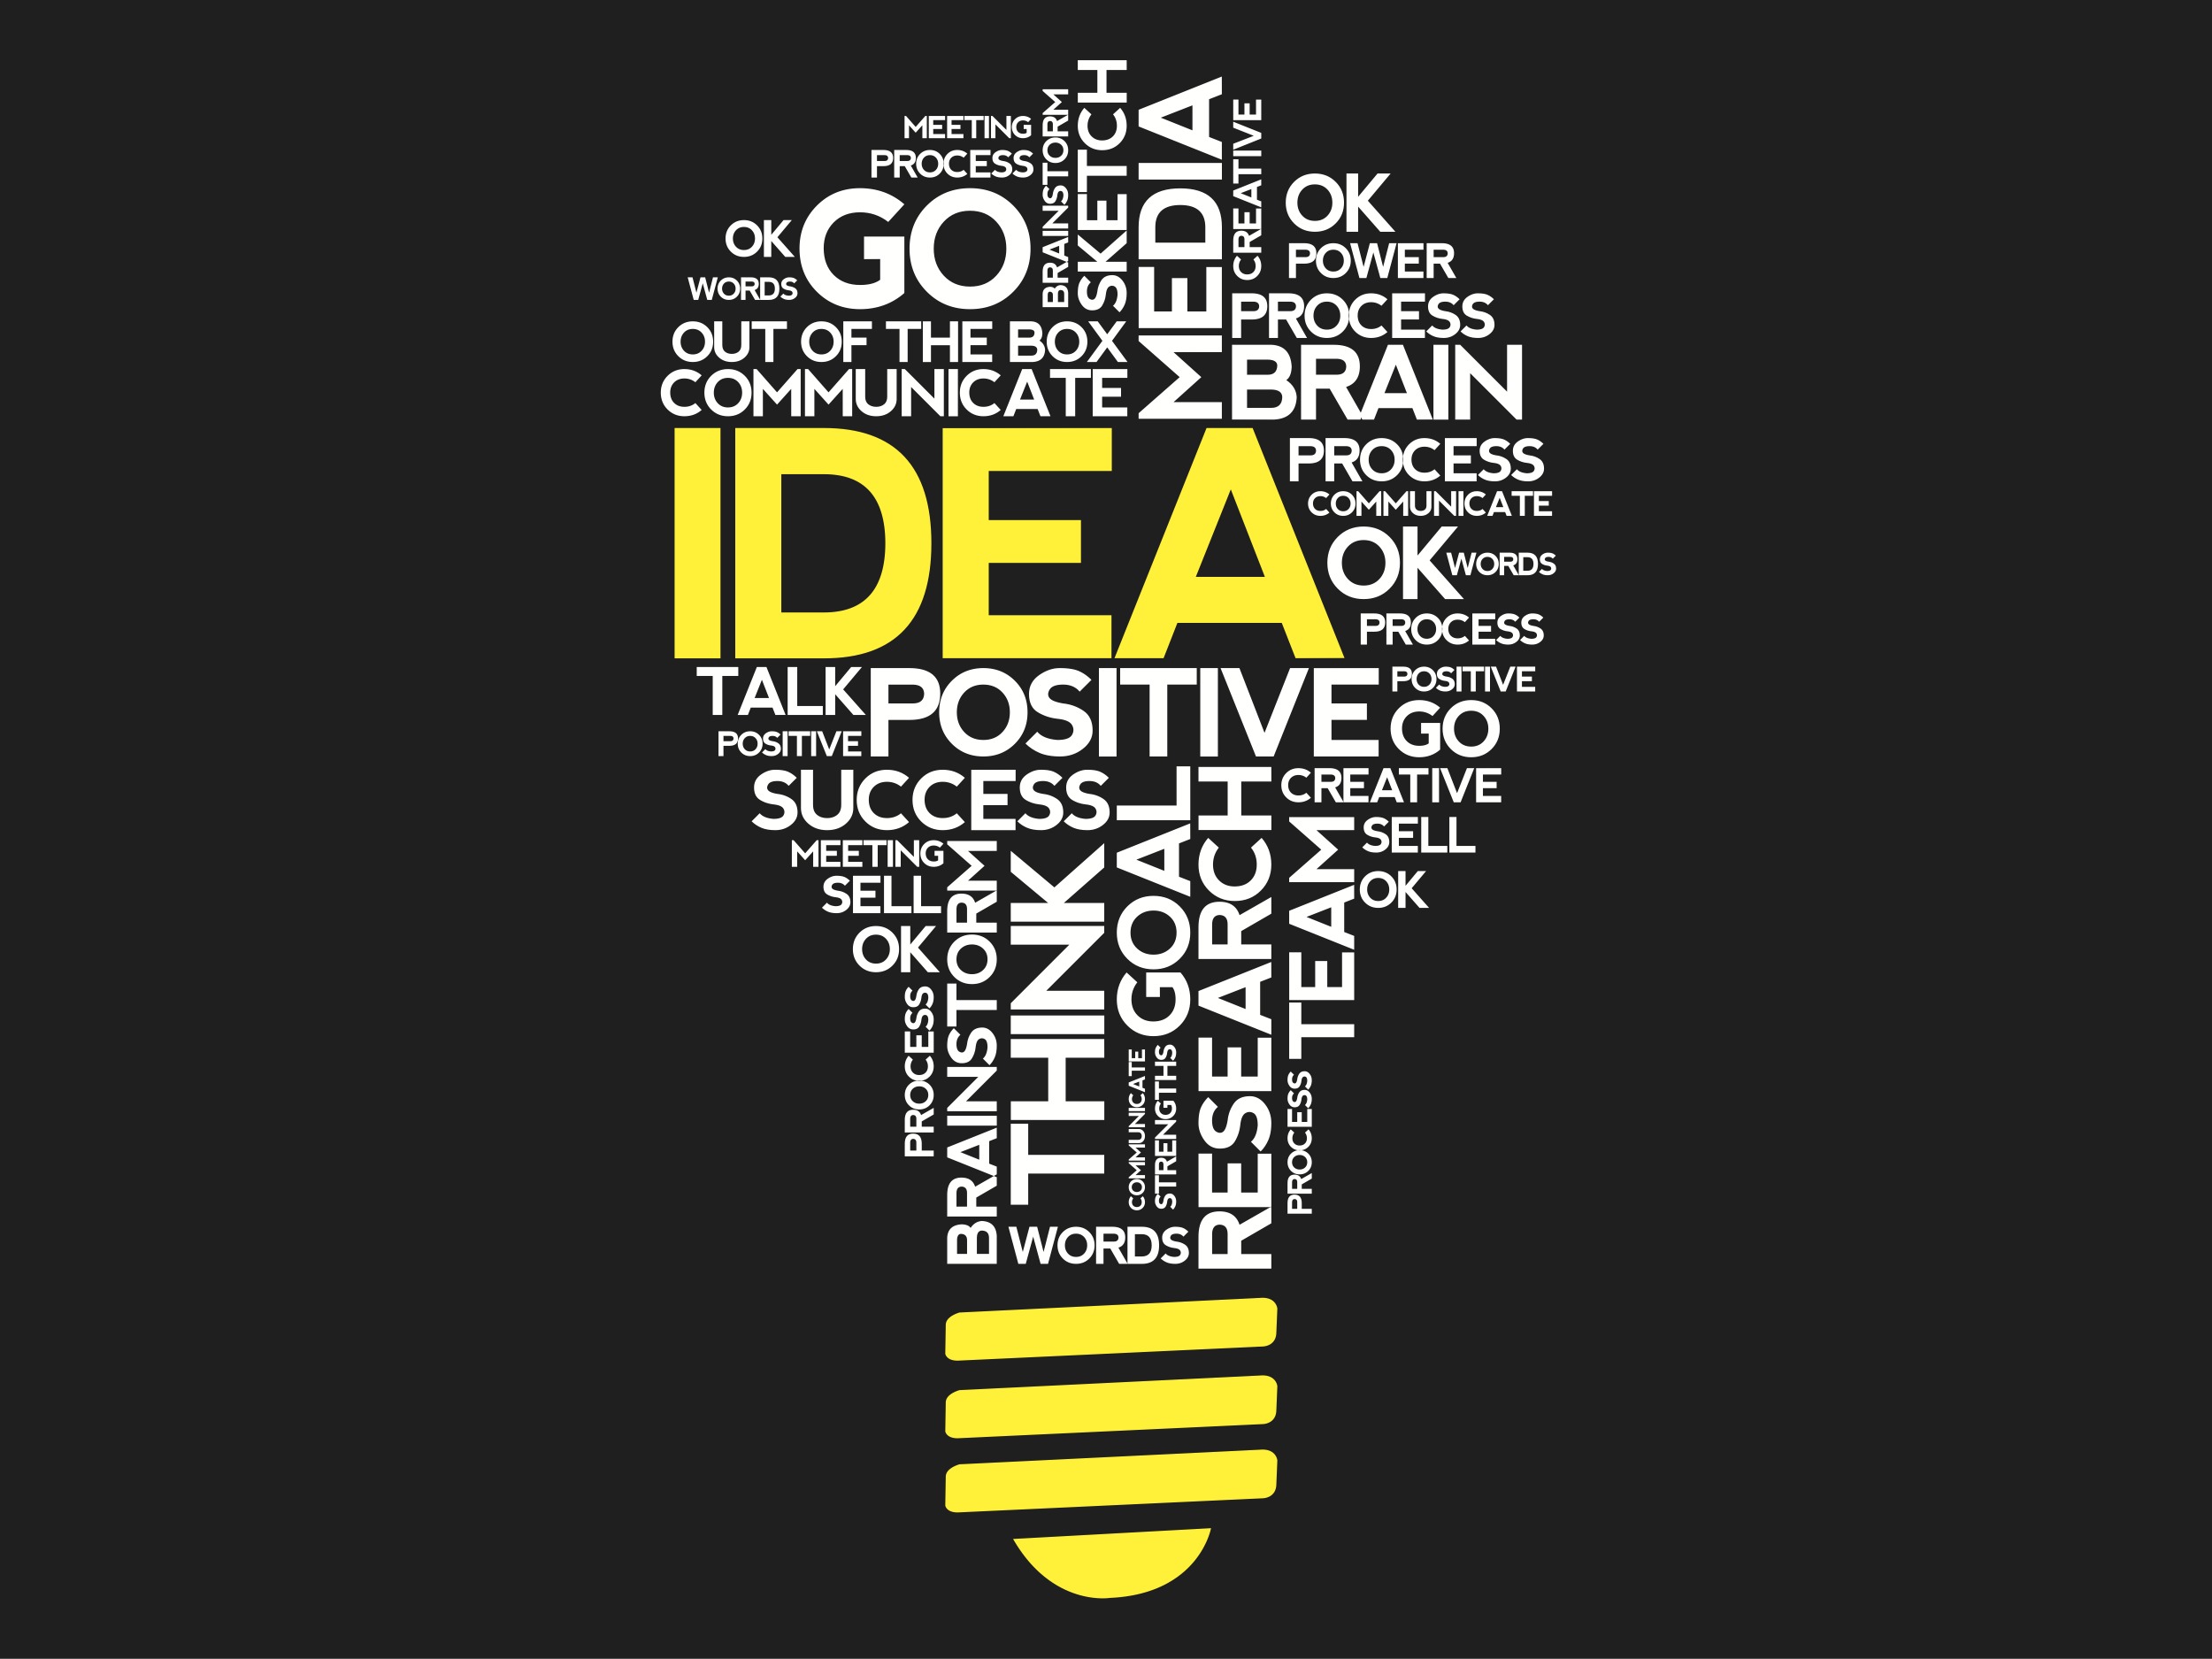 MEETING
PROCESS
OK
GO
WORDS
BRAINSTORM
SKETCH
MEDIA
CREATIVE
OK
POWER
PROCESS
OUT OF THE BOX
COMMUNICATE
BRAIN
IDEA
PROCESS
COMMUNICATE
OK
WORDS
PROCESS
TALK
POSITIVE
POSITIVE
POSITIVE
GO
SUCCESS
CREATIVE
MEETING
SELL
OK
PROCESS
BRAINSTORM
THINK
GOAL
RESEARCH
TEAM
SELL
OK
COMMUNICATE
STRENGTHS
PROCESS
WORDS